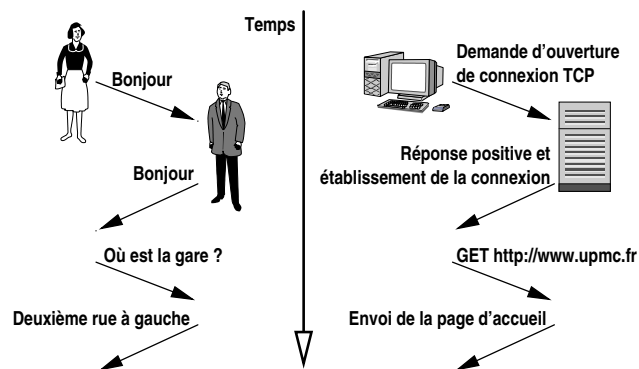 Temps
Bonjour
Bonjour
Où est la gare ?
Deuxième rue à gauche
Demande d’ouverture
de connexion TCP
Réponse positive et
établissement de la connexion
GET http://www.upmc.fr
Envoi de la page d’accueil